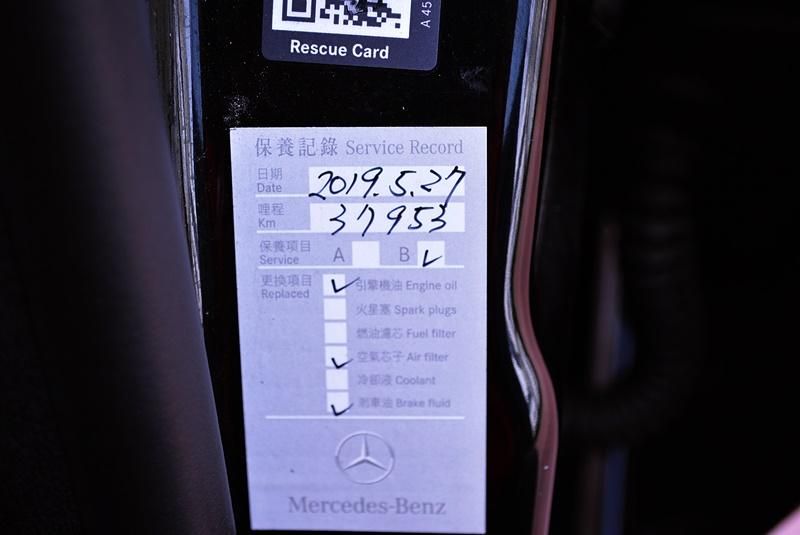 A 45
Rescue Card
保養記錄 Service Record
日期 2019.5.27
Date
哩程 37953
Km
保養項目 A B ✓
Service
更換項目 ✓ 引擎機油 Engine oil
Replaced
火星塞 Spark plugs
燃油濾芯 Fuel filter
✓ 空氣芯子 Air filter
冷卻液 Coolant
✓ 剎車油 Brake fluid
Mercedes-Benz